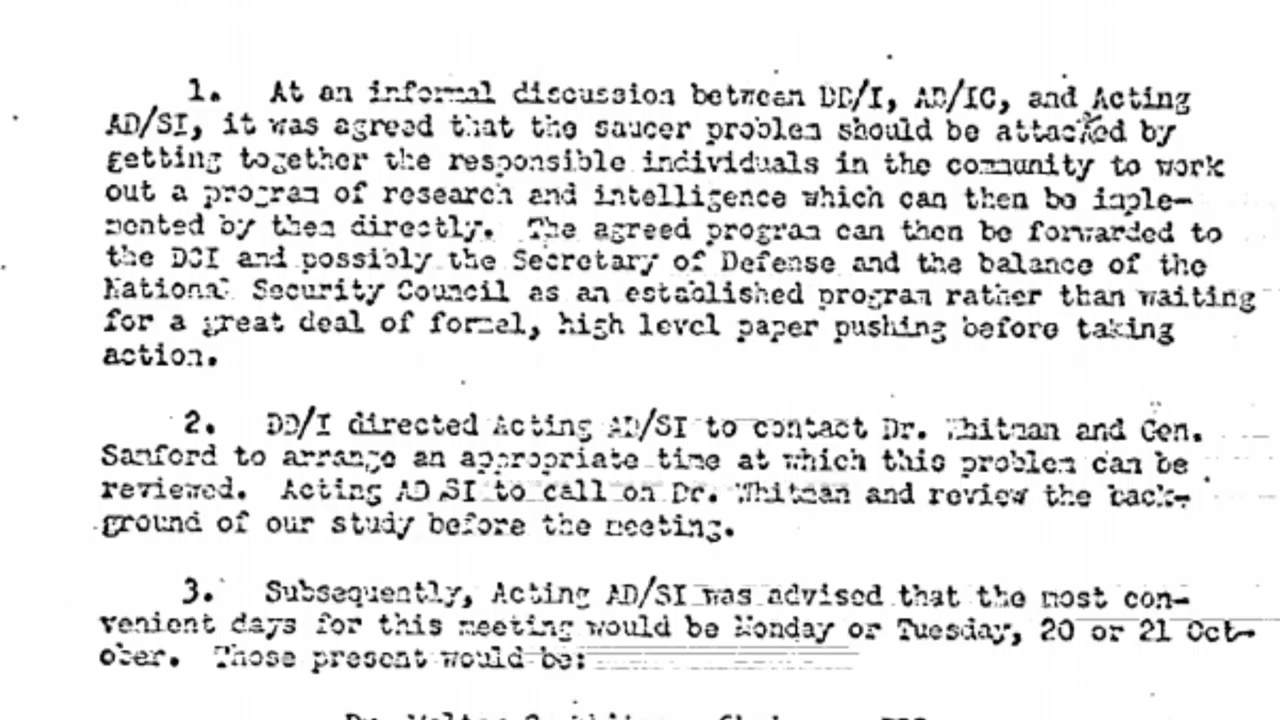 1. At an informal discussion between DD/I, AD/IC, and Acting
AD/SI, it was agreed that the saucer problem should be attacked by
getting together the responsible individuals in the community to work
out a program of research and intelligence which can then be imple-
mented by them directly. The agreed program can then be forwarded to
the DCI and possibly the Secretary of Defense and the balance of the
National Security Council as an established program rather than waiting
for a great deal of formal, high level paper pushing before taking
action.
2. DD/I directed Acting AD/SI to contact Dr. Whitman and Gen.
Samford to arrange an appropriate time at which this problem can be
reviewed. Acting AD/SI to call on Dr. Whitman and review the back-
ground of our study before the meeting.
3. Subsequently, Acting AD/SI was advised that the most con-
venient days for this meeting would be Monday or Tuesday, 20 or 21 Oct-
ober. Those present would be:
Dr. Walter